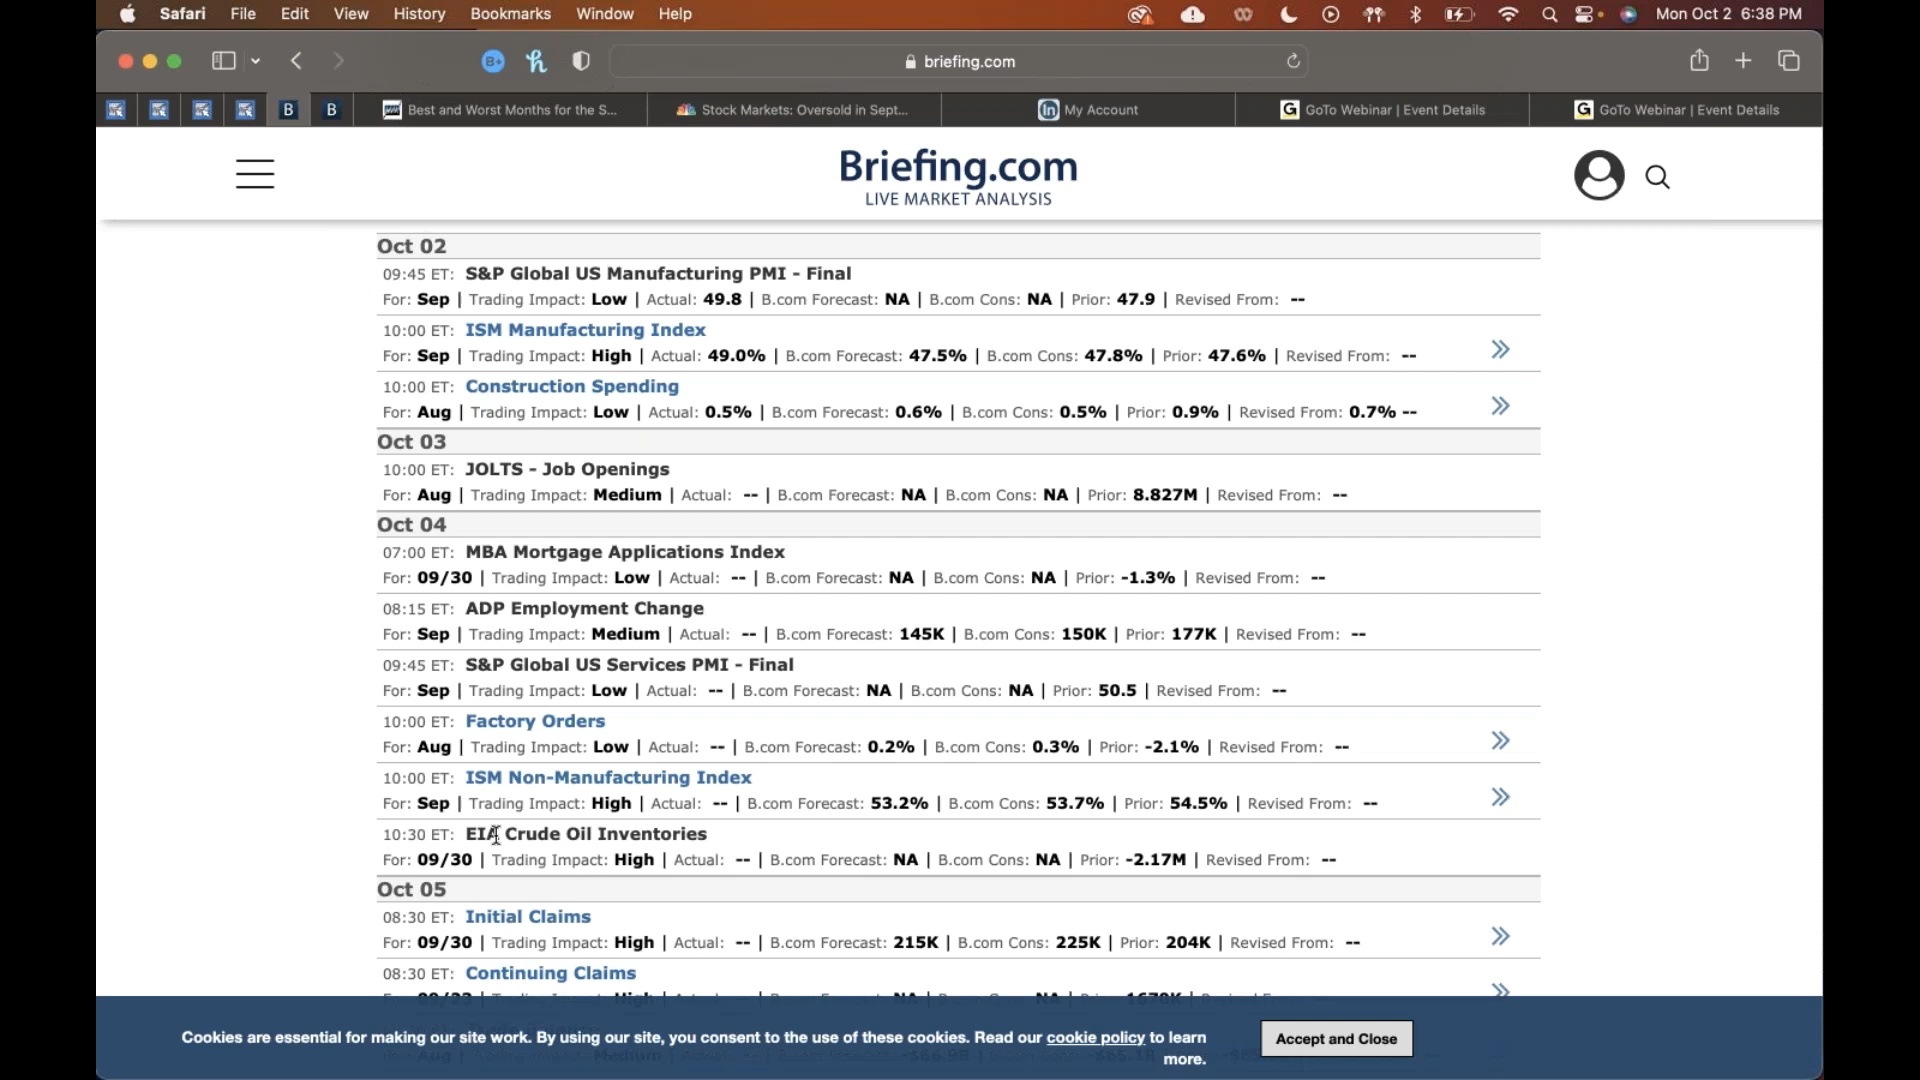 Safari File Edit View History Bookmarks Window Help Mon Oct 2 6:38 PM
briefing.com
B B Best and Worst Months for the S... Stock Markets: Oversold in Sept... My Account GoTo Webinar | Event Details GoTo Webinar | Event Details
Briefing.com
LIVE MARKET ANALYSIS
Oct 02
09:45 ET: S&P Global US Manufacturing PMI - Final
For: Sep | Trading Impact: Low | Actual: 49.8 | B.com Forecast: NA | B.com Cons: NA | Prior: 47.9 | Revised From: --
10:00 ET: ISM Manufacturing Index
For: Sep | Trading Impact: High | Actual: 49.0% | B.com Forecast: 47.5% | B.com Cons: 47.8% | Prior: 47.6% | Revised From: --
10:00 ET: Construction Spending
For: Aug | Trading Impact: Low | Actual: 0.5% | B.com Forecast: 0.6% | B.com Cons: 0.5% | Prior: 0.9% | Revised From: 0.7% --
Oct 03
10:00 ET: JOLTS - Job Openings
For: Aug | Trading Impact: Medium | Actual: -- | B.com Forecast: NA | B.com Cons: NA | Prior: 8.827M | Revised From: --
Oct 04
07:00 ET: MBA Mortgage Applications Index
For: 09/30 | Trading Impact: Low | Actual: -- | B.com Forecast: NA | B.com Cons: NA | Prior: -1.3% | Revised From: --
08:15 ET: ADP Employment Change
For: Sep | Trading Impact: Medium | Actual: -- | B.com Forecast: 145K | B.com Cons: 150K | Prior: 177K | Revised From: --
09:45 ET: S&P Global US Services PMI - Final
For: Sep | Trading Impact: Low | Actual: -- | B.com Forecast: NA | B.com Cons: NA | Prior: 50.5 | Revised From: --
10:00 ET: Factory Orders
For: Aug | Trading Impact: Low | Actual: -- | B.com Forecast: 0.2% | B.com Cons: 0.3% | Prior: -2.1% | Revised From: --
10:00 ET: ISM Non-Manufacturing Index
For: Sep | Trading Impact: High | Actual: -- | B.com Forecast: 53.2% | B.com Cons: 53.7% | Prior: 54.5% | Revised From: --
10:30 ET: EIA Crude Oil Inventories
For: 09/30 | Trading Impact: High | Actual: -- | B.com Forecast: NA | B.com Cons: NA | Prior: -2.17M | Revised From: --
Oct 05
08:30 ET: Initial Claims
For: 09/30 | Trading Impact: High | Actual: -- | B.com Forecast: 215K | B.com Cons: 225K | Prior: 204K | Revised From: --
08:30 ET: Continuing Claims
Cookies are essential for making our site work. By using our site, you consent to the use of these cookies. Read our cookie policy to learn
more.
Accept and Close